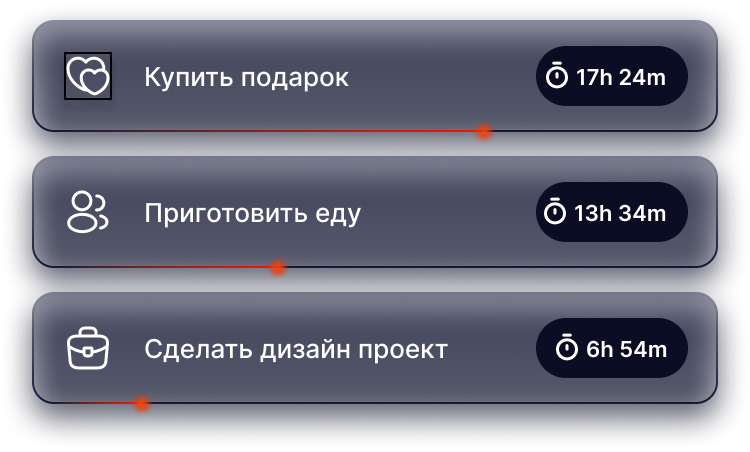 Купить подарок
17h 24m
Приготовить еду
13h 34m
Сделать дизайн проект
6h 54m